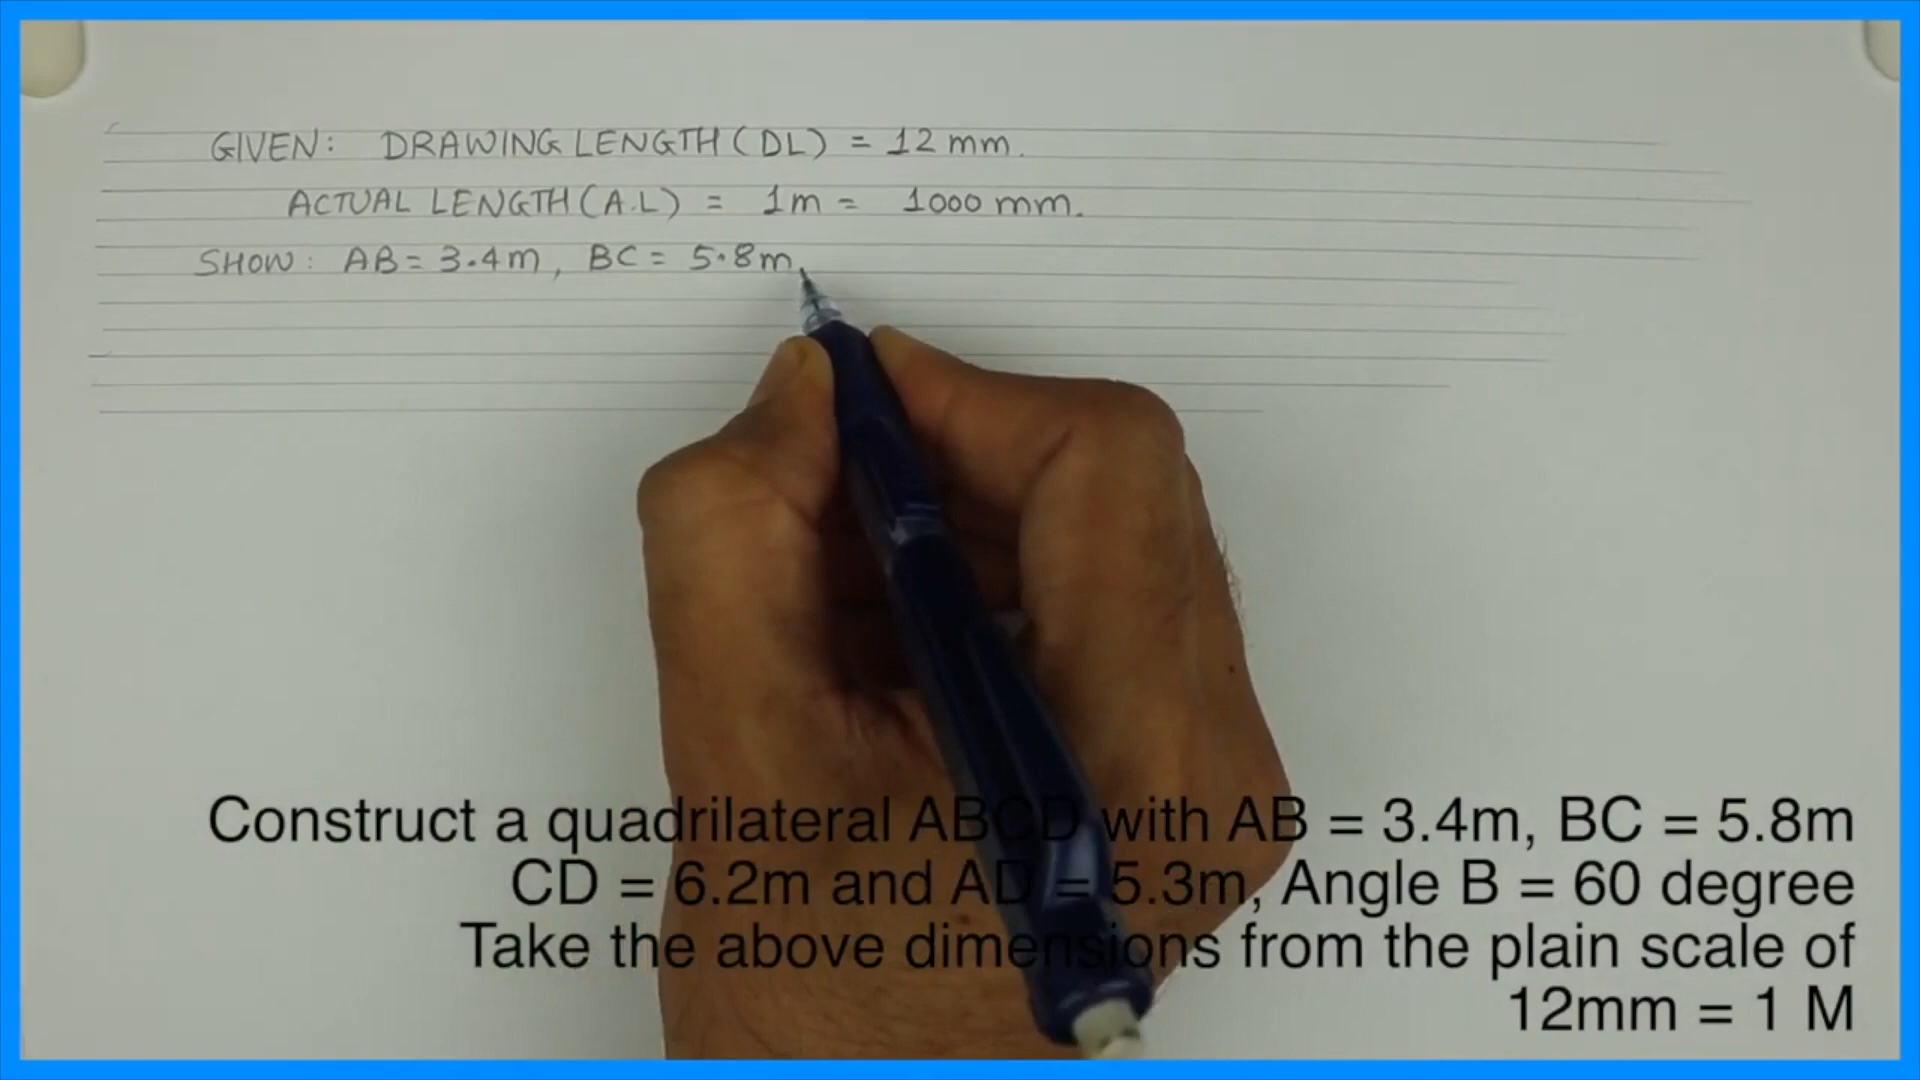 GIVEN: DRAWING LENGTH (DL) = 12 mm.
ACTUAL LENGTH (A.L) = 1m = 1000 mm.
SHOW: AB = 3.4m, BC = 5.8m,
Construct a quadrilateral ABCD with AB = 3.4m, BC = 5.8m
CD = 6.2m and AD = 5.3m, Angle B = 60 degree
Take the above dimensions from the plain scale of
12mm = 1 M